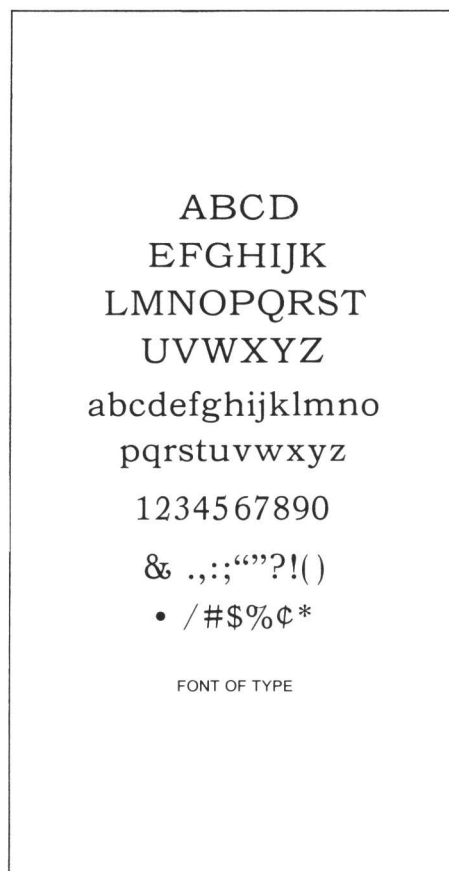 ABCD
EFGHIJK
LMNOPQRST
UVWXYZ
abcdefghijklmno
pqrstuvwxyz
1234567890
& .,:;“”?!()
• /#$%¢*
FONT OF TYPE